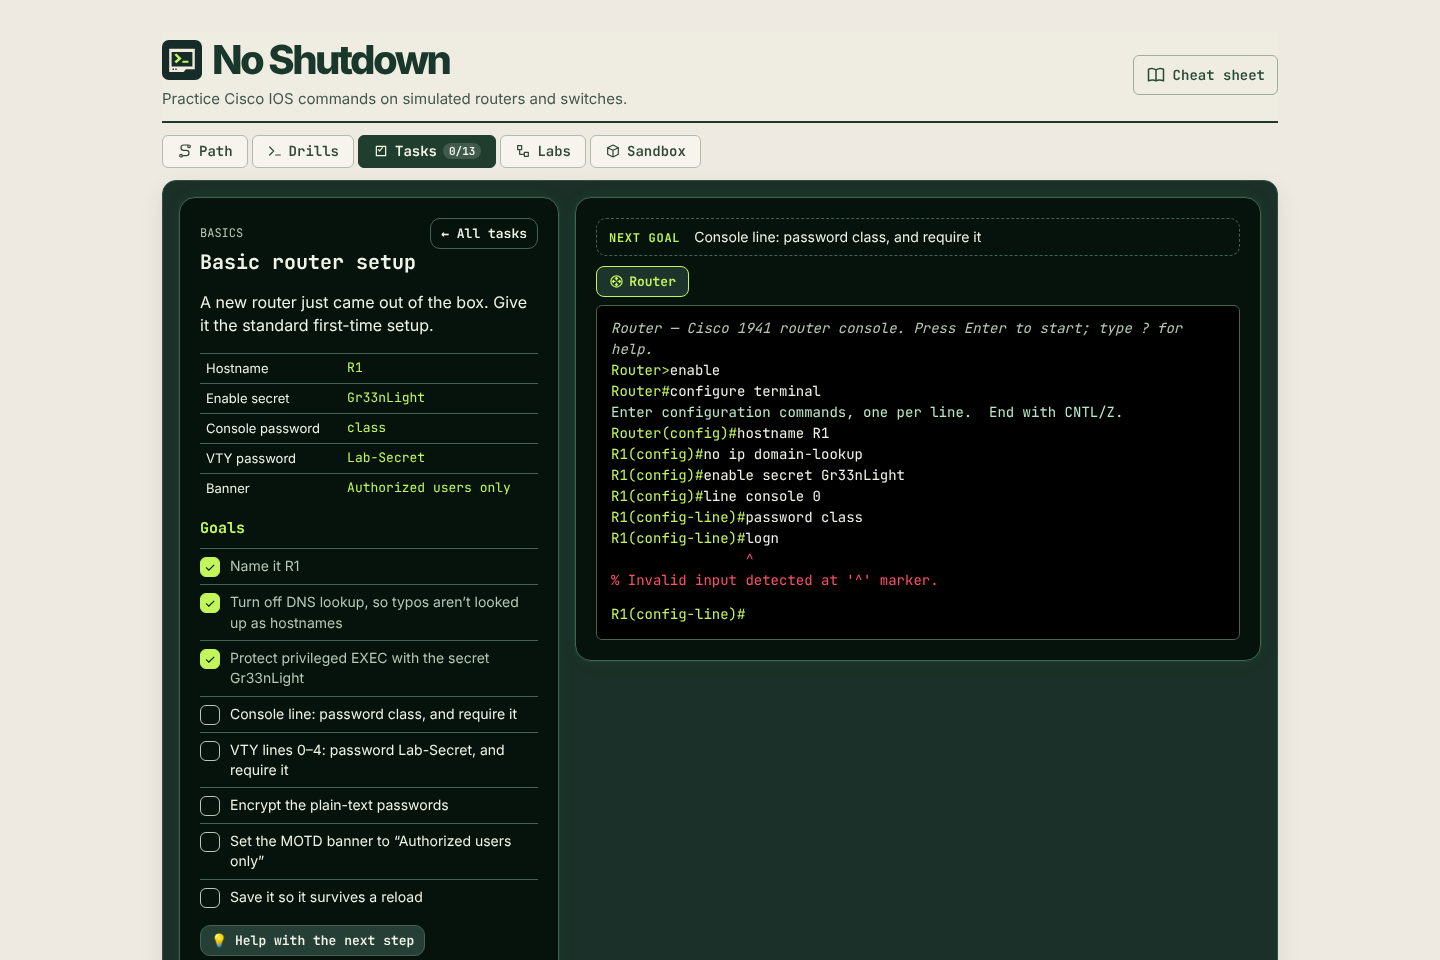 No Shutdown
Practice Cisco IOS commands on simulated routers and switches.
Cheat sheet
Path
Drills
Tasks 0/13
Labs
Sandbox
BASICS
← All tasks
Basic router setup
A new router just came out of the box. Give
it the standard first-time setup.
Hostname R1
Enable secret Gr33nLight
Console password class
VTY password Lab-Secret
Banner Authorized users only
Goals
Name it R1
Turn off DNS lookup, so typos aren’t looked
up as hostnames
Protect privileged EXEC with the secret
Gr33nLight
Console line: password class, and require it
VTY lines 0–4: password Lab-Secret, and
require it
Encrypt the plain-text passwords
Set the MOTD banner to “Authorized users
only”
Save it so it survives a reload
💡 Help with the next step
NEXT GOAL Console line: password class, and require it
Router
Router — Cisco 1941 router console. Press Enter to start; type ? for
help.
Router>enable
Router#configure terminal
Enter configuration commands, one per line.  End with CNTL/Z.
Router(config)#hostname R1
R1(config)#no ip domain-lookup
R1(config)#enable secret Gr33nLight
R1(config)#line console 0
R1(config-line)#password class
R1(config-line)#logn
^
% Invalid input detected at '^' marker.
R1(config-line)#